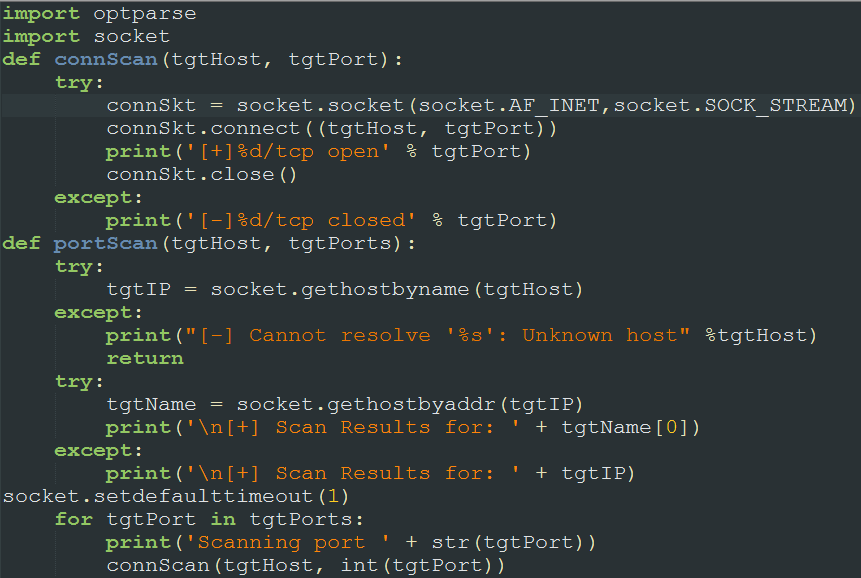 import optparse
import socket
def connScan(tgtHost, tgtPort):
    try:
        connSkt = socket.socket(socket.AF_INET,socket.SOCK_STREAM)
        connSkt.connect((tgtHost, tgtPort))
        print('[+]%d/tcp open' % tgtPort)
        connSkt.close()
    except:
        print('[-]%d/tcp closed' % tgtPort)
def portScan(tgtHost, tgtPorts):
    try:
        tgtIP = socket.gethostbyname(tgtHost)
    except:
        print("[-] Cannot resolve '%s': Unknown host" %tgtHost)
        return
    try:
        tgtName = socket.gethostbyaddr(tgtIP)
        print('\n[+] Scan Results for: ' + tgtName[0])
    except:
        print('\n[+] Scan Results for: ' + tgtIP)
socket.setdefaulttimeout(1)
    for tgtPort in tgtPorts:
        print('Scanning port ' + str(tgtPort))
        connScan(tgtHost, int(tgtPort))